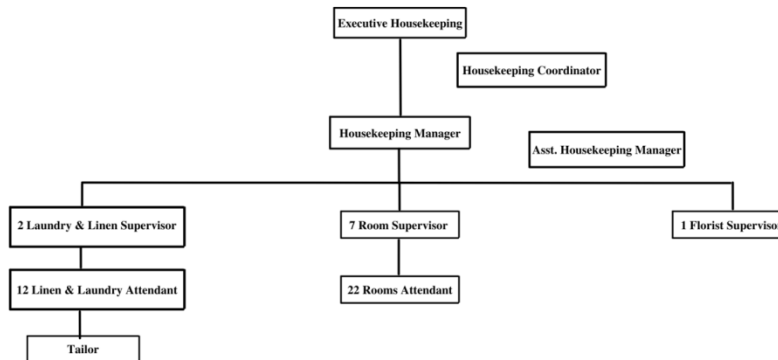 Executive Housekeeping
Housekeeping Coordinator
Housekeeping Manager
Asst. Housekeeping Manager
2 Laundry & Linen Supervisor
7 Room Supervisor
1 Florist Supervisor
12 Linen & Laundry Attendant
22 Rooms Attendant
Tailor